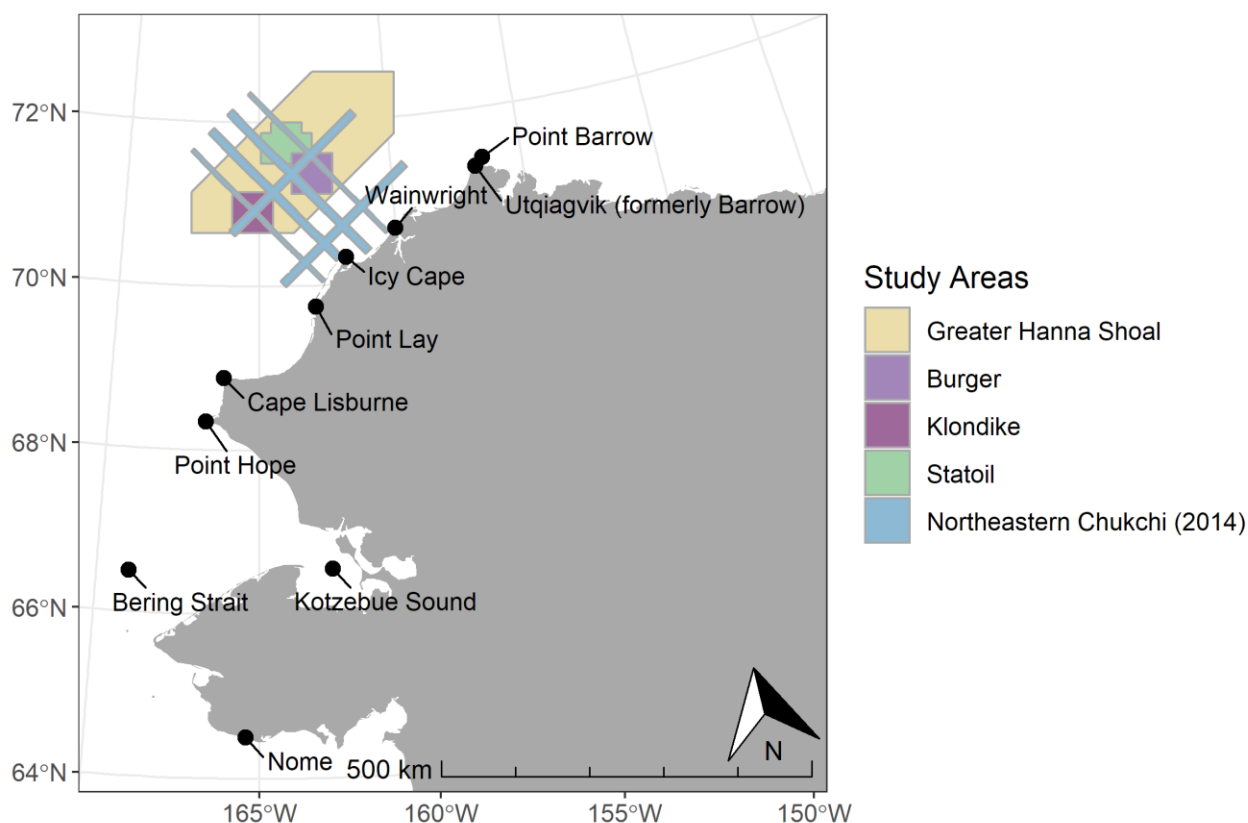 72°N
70°N
68°N
66°N
64°N
Point Barrow
Wainwright
Utqiagvik (formerly Barrow)
Icy Cape
Point Lay
Cape Lisburne
Point Hope
Bering Strait
Kotzebue Sound
Nome
500 km
N
165°W
160°W
155°W
150°W
Study Areas
Greater Hanna Shoal
Burger
Klondike
Statoil
Northeastern Chukchi (2014)